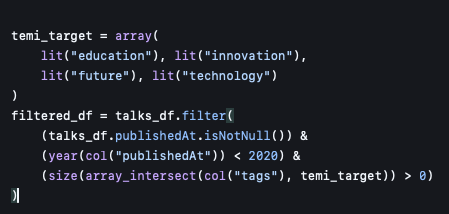 temi_target = array(
    lit("education"), lit("innovation"),
    lit("future"), lit("technology")
)
filtered_df = talks_df.filter(
    (talks_df.publishedAt.isNotNull()) &
    (year(col("publishedAt")) < 2020) &
    (size(array_intersect(col("tags"), temi_target)) > 0)
)